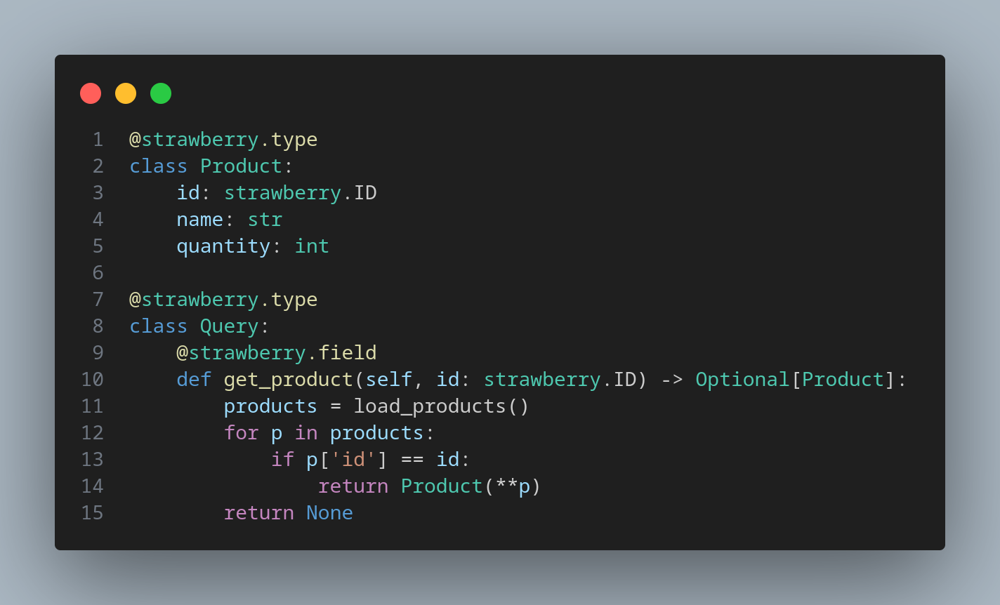 1 @strawberry.type
2 class Product:
3     id: strawberry.ID
4     name: str
5     quantity: int
6
7 @strawberry.type
8 class Query:
9     @strawberry.field
10     def get_product(self, id: strawberry.ID) -> Optional[Product]:
11         products = load_products()
12         for p in products:
13             if p['id'] == id:
14                 return Product(**p)
15         return None